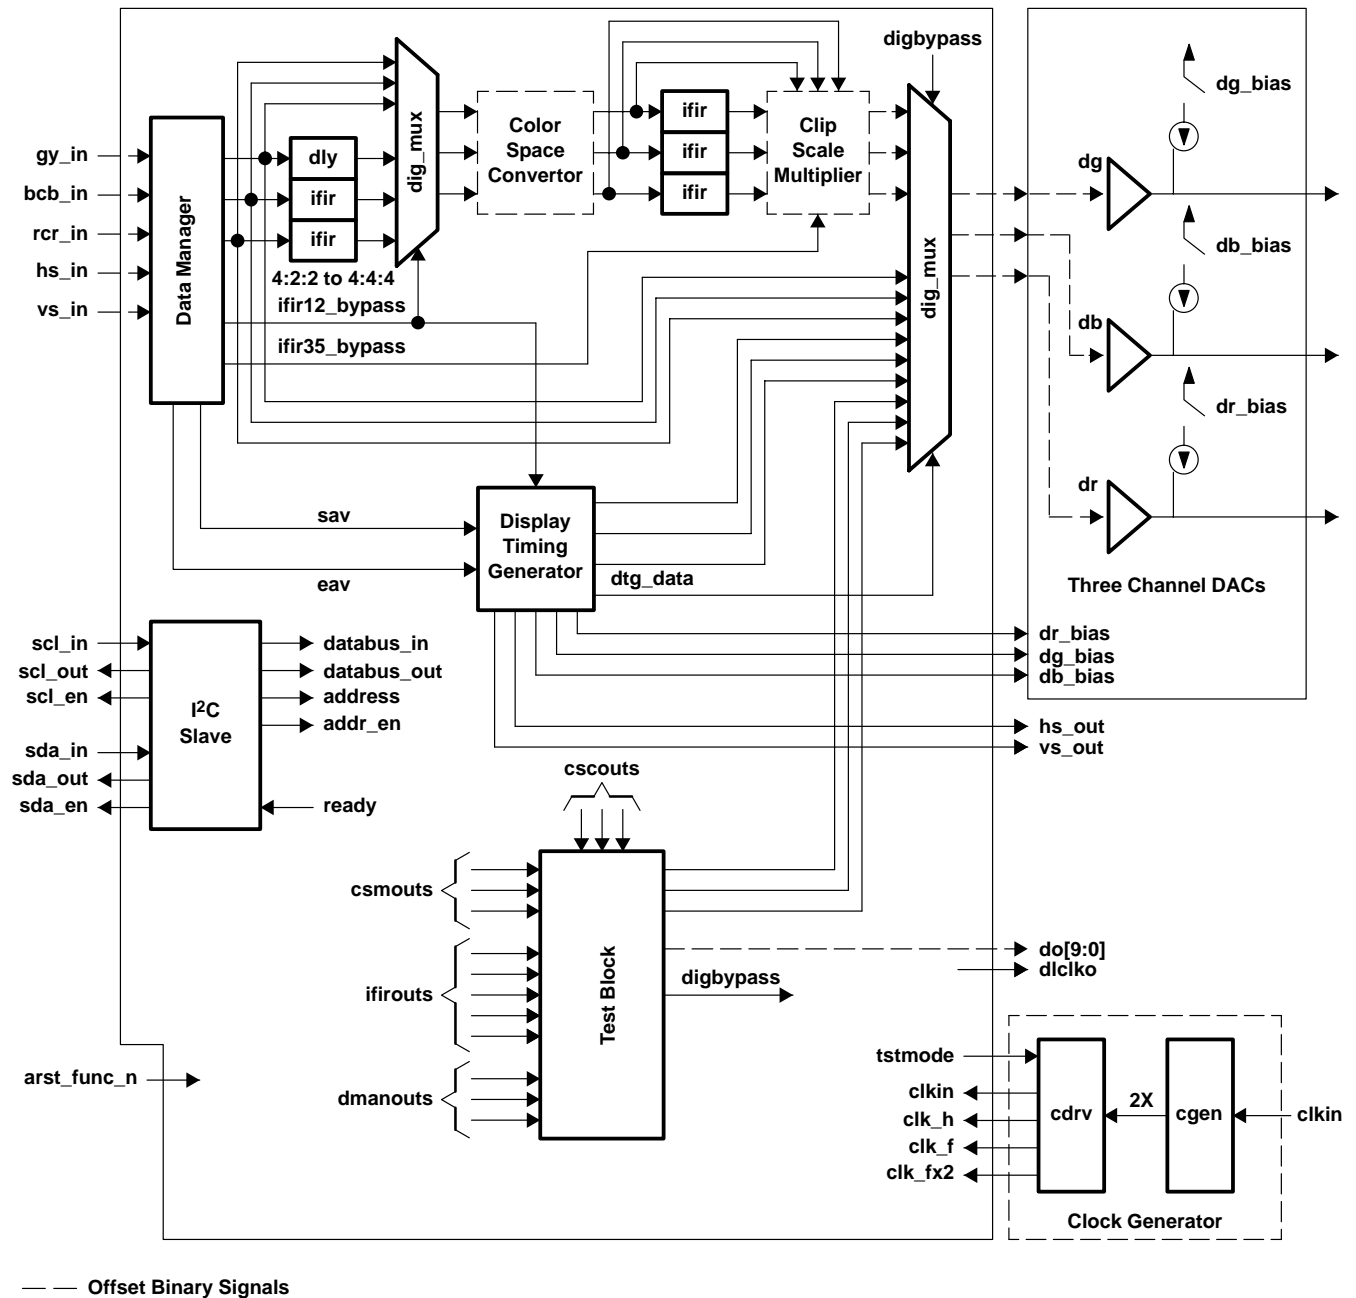 digbypass
dg_bias
gy_in
bcb_in
rcr_in
hs_in
vs_in
Data Manager
dly
ifir
ifir
4:2:2 to 4:4:4
ifir12_bypass
ifir35_bypass
dig_mux
Color
Space
Convertor
ifir
ifir
ifir
Clip
Scale
Multiplier
dig_mux
dg
db_bias
db
dr_bias
dr
Three Channel DACs
sav
eav
Display
Timing
Generator
dtg_data
dr_bias
dg_bias
db_bias
hs_out
vs_out
scl_in
scl_out
scl_en
sda_in
sda_out
sda_en
I²C
Slave
databus_in
databus_out
address
addr_en
ready
cscouts
csmouts
ifirouts
dmanouts
Test Block
digbypass
do[9:0]
dlclko
arst_func_n
tstmode
clkin
clk_h
clk_f
clk_fx2
cdrv
2X
cgen
clkin
Clock Generator
Offset Binary Signals